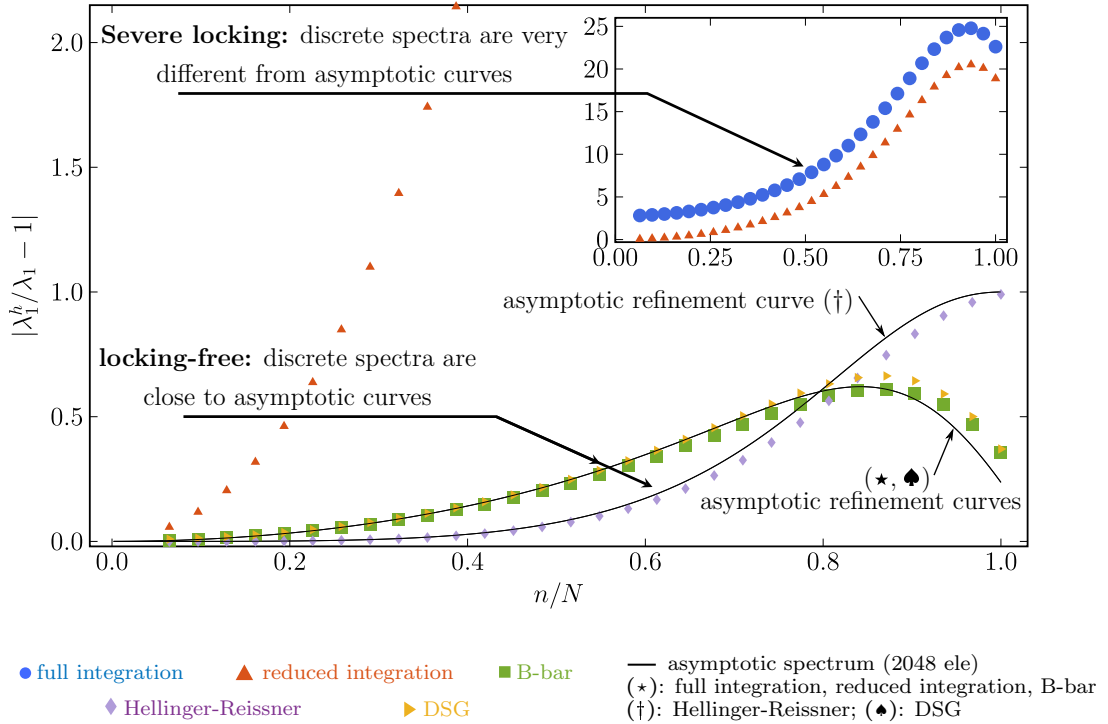 Severe locking: discrete spectra are very
different from asymptotic curves
25
20
15
10
5
0
0.00 0.25 0.50 0.75 1.00
2.0
1.5
1.0
0.5
0.0
|λ₁ʰ/λ₁ − 1|
asymptotic refinement curve (†)
locking-free: discrete spectra are
close to asymptotic curves
(⋆, ♠)
asymptotic refinement curves
0.0 0.2 0.4 0.6 0.8 1.0
n/N
full integration
reduced integration
B-bar
Hellinger-Reissner
DSG
asymptotic spectrum (2048 ele)
(⋆): full integration, reduced integration, B-bar
(†): Hellinger-Reissner; (♠): DSG